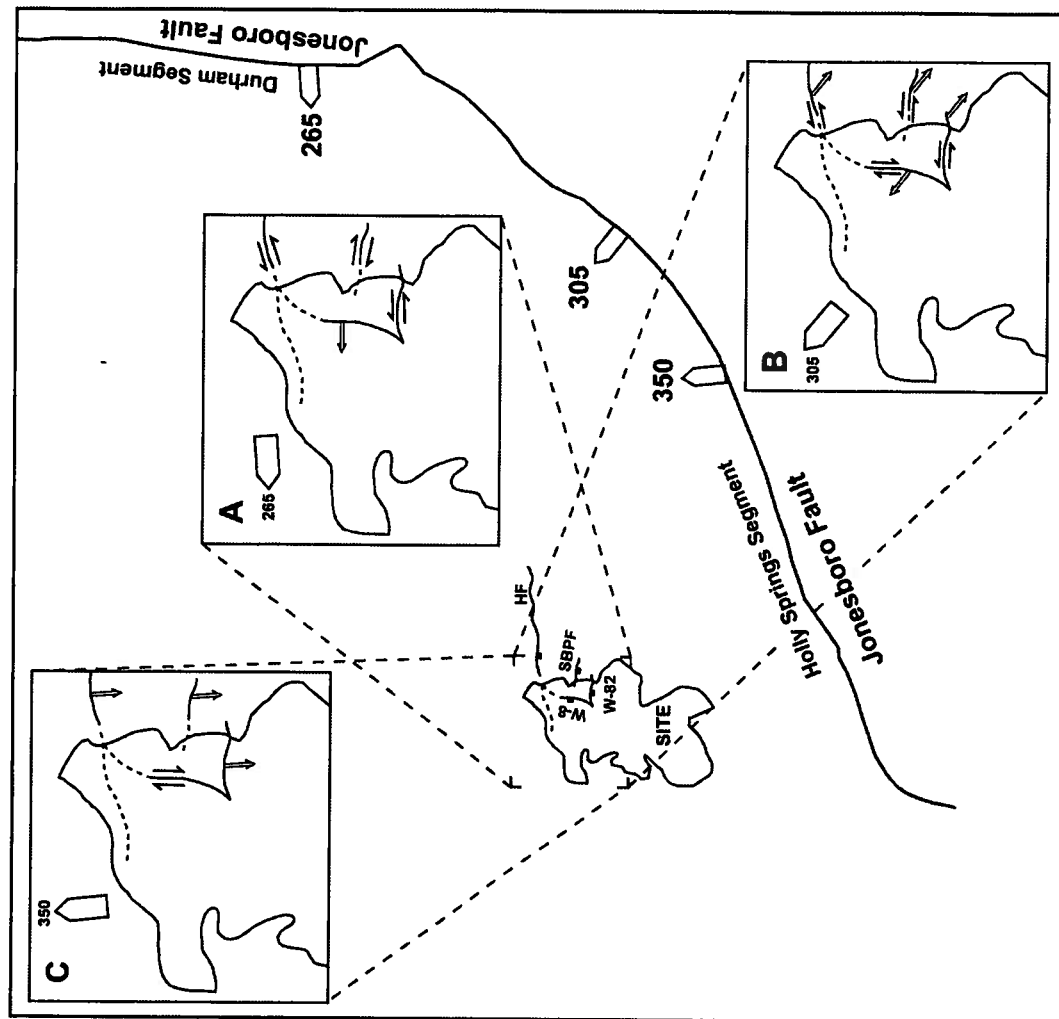 Jonesboro Fault
Durham Segment
265
A
265
305
350
B
305
C
350
HF
SBPF
W-8
W-82
SITE
Holly Springs Segment
Jonesboro Fault